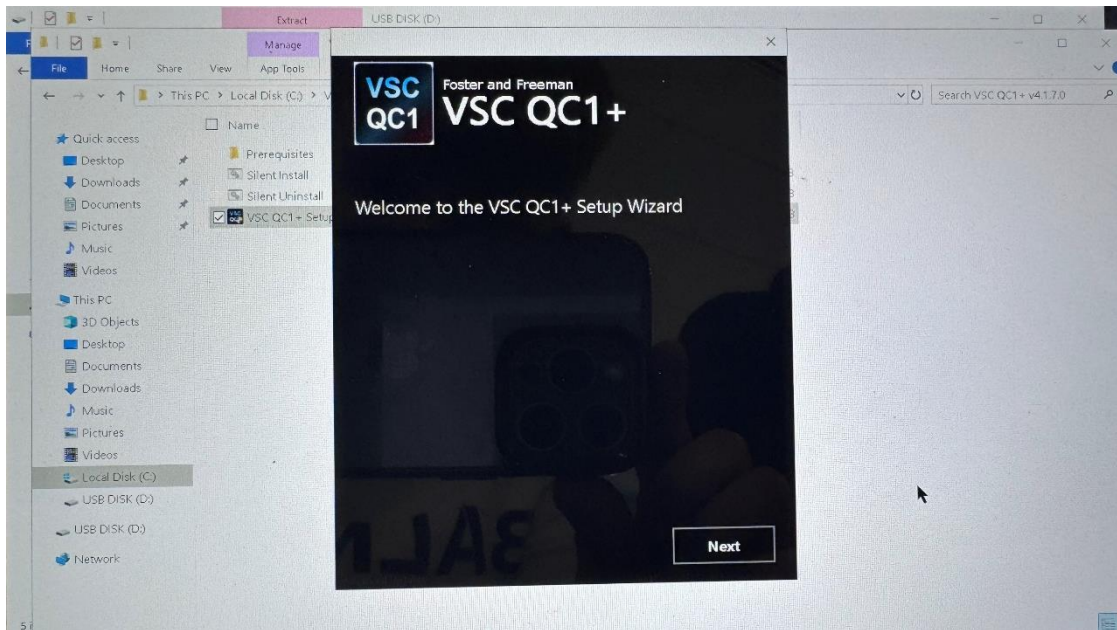 Extract
USB DISK (D:)
Manage
File
Home
Share
View
App Tools
This PC > Local Disk (C:) >
Search VSC QC1+ v4.1.7.0
Quick access
Desktop
Downloads
Documents
Pictures
Music
Videos
This PC
3D Objects
Desktop
Documents
Downloads
Music
Pictures
Videos
Local Disk (C:)
USB DISK (D:)
USB DISK (D:)
Network
Name
Prerequisites
Silent Install
Silent Uninstall
VSC QC1+ Setup
VSC
QC1
Foster and Freeman
VSC QC1+
Welcome to the VSC QC1+ Setup Wizard
Next